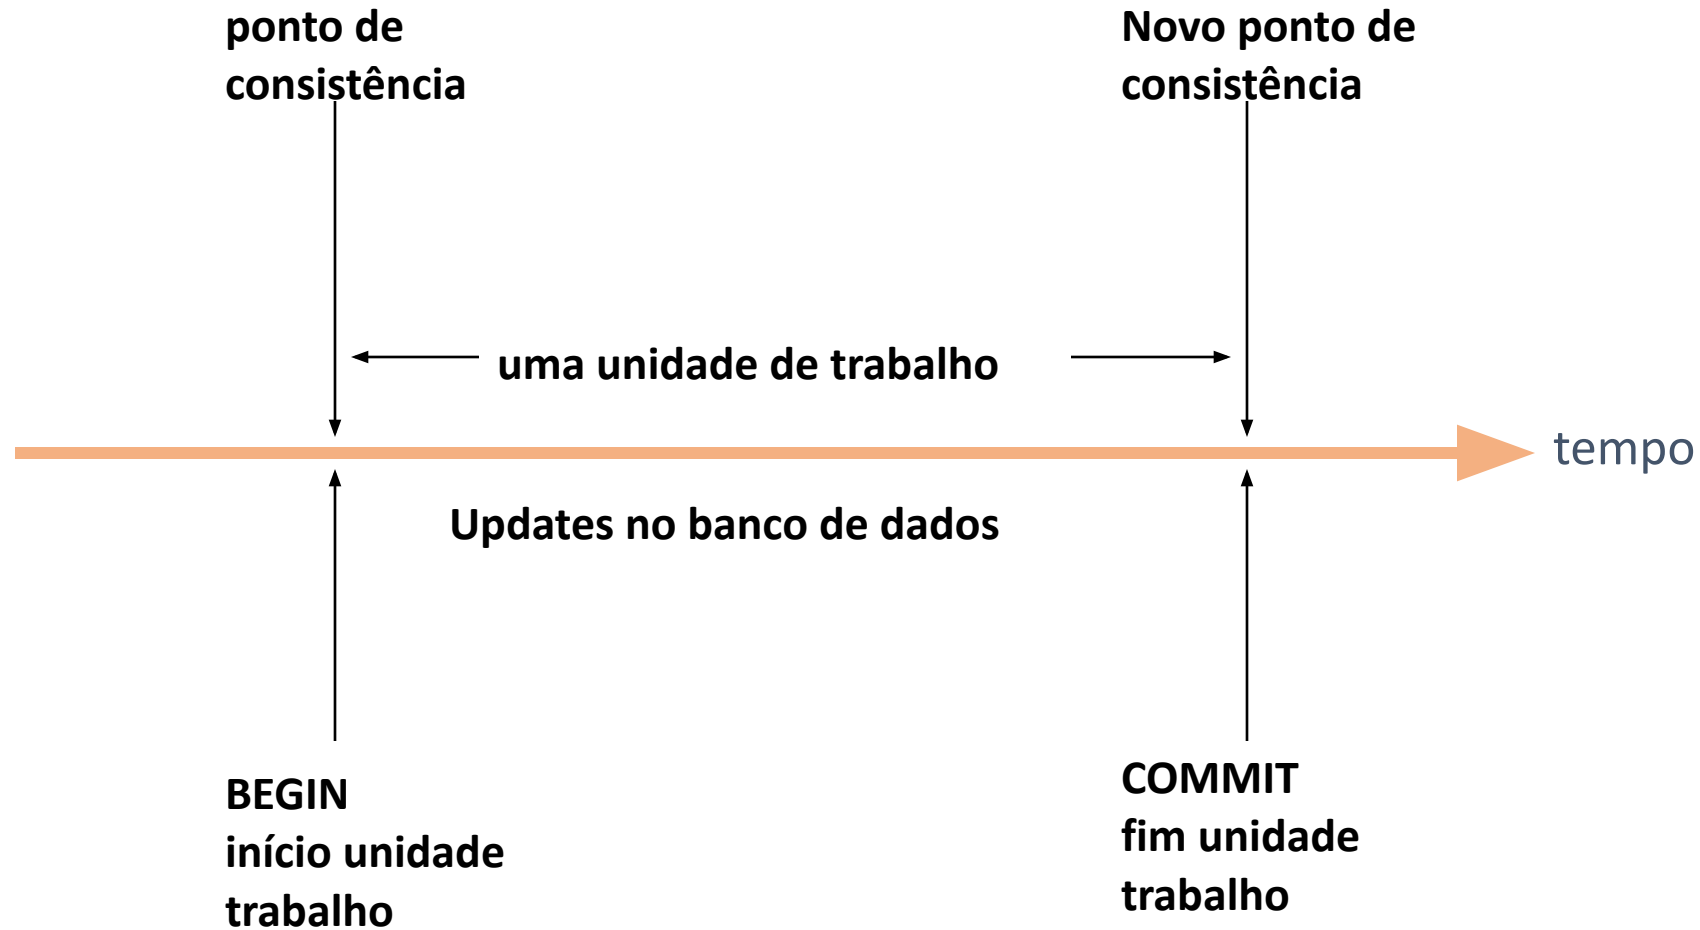 ponto de
consistência
Novo ponto de
consistência
uma unidade de trabalho
tempo
Updates no banco de dados
BEGIN
início unidade
trabalho
COMMIT
fim unidade
trabalho